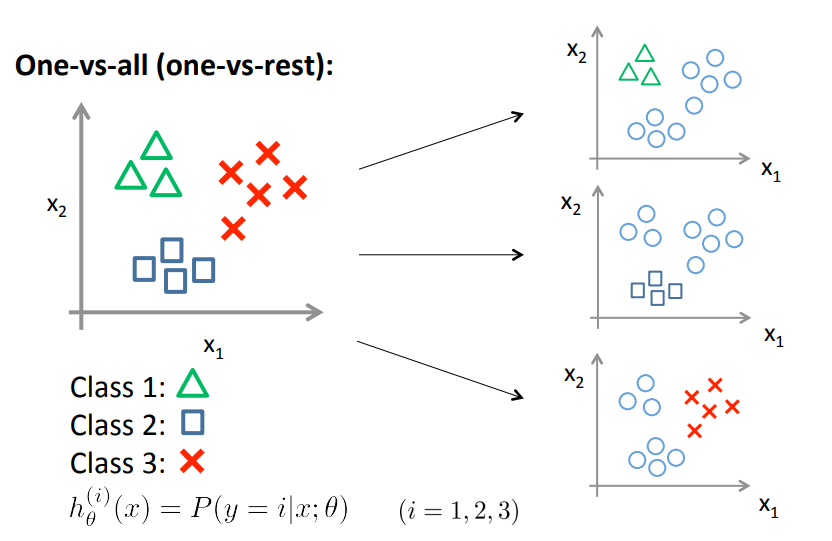 One-vs-all (one-vs-rest):
x₂
x₁
Class 1:
Class 2:
Class 3:
h_θ^(i)(x) = P(y = i|x; θ) (i = 1, 2, 3)
x₂
x₁
x₂
x₁
x₂
x₁